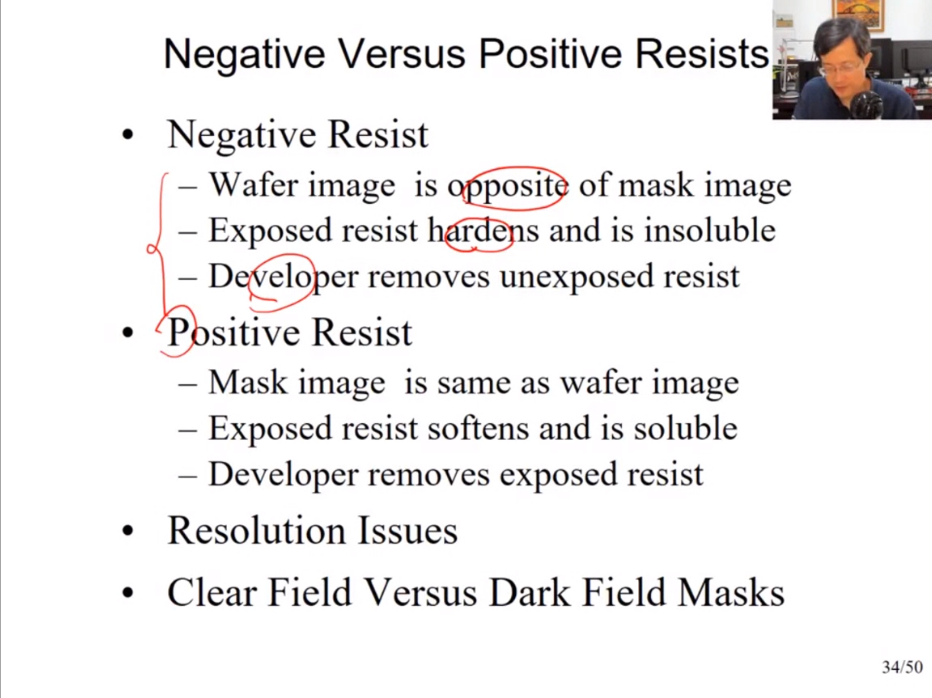 Negative Versus Positive Resists
• Negative Resist
– Wafer image is opposite of mask image
– Exposed resist hardens and is insoluble
– Developer removes unexposed resist
• Positive Resist
– Mask image is same as wafer image
– Exposed resist softens and is soluble
– Developer removes exposed resist
• Resolution Issues
• Clear Field Versus Dark Field Masks
34/50